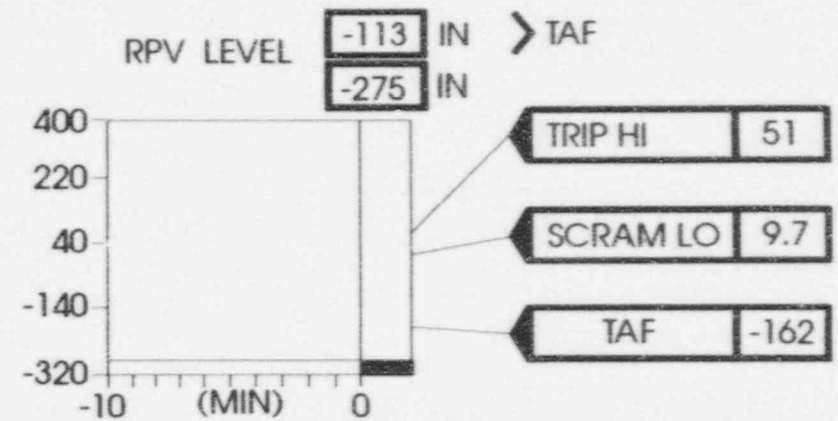 RPV LEVEL -113 IN > TAF
-275 IN
400
220
40
-140
-320
-10 (MIN) 0
TRIP HI 51
SCRAM LO 9.7
TAF -162